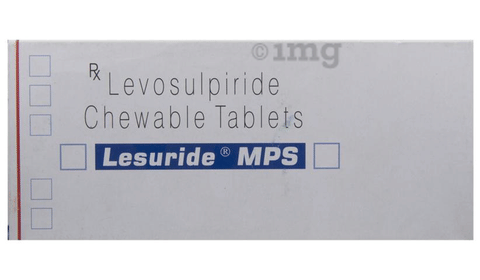 ©1mg
℞ Levosulpiride
Chewable Tablets
Lesuride® MPS